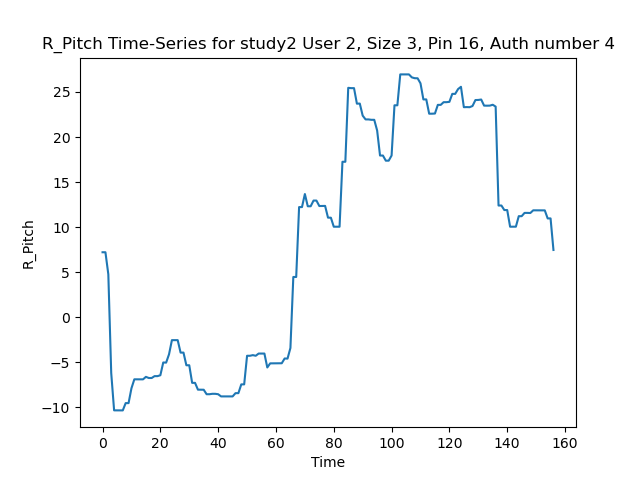 R_Pitch Time-Series for study2 User 2, Size 3, Pin 16, Auth number 4
25
20
15
10
5
0
−5
−10
R_Pitch
0 20 40 60 80 100 120 140 160
Time